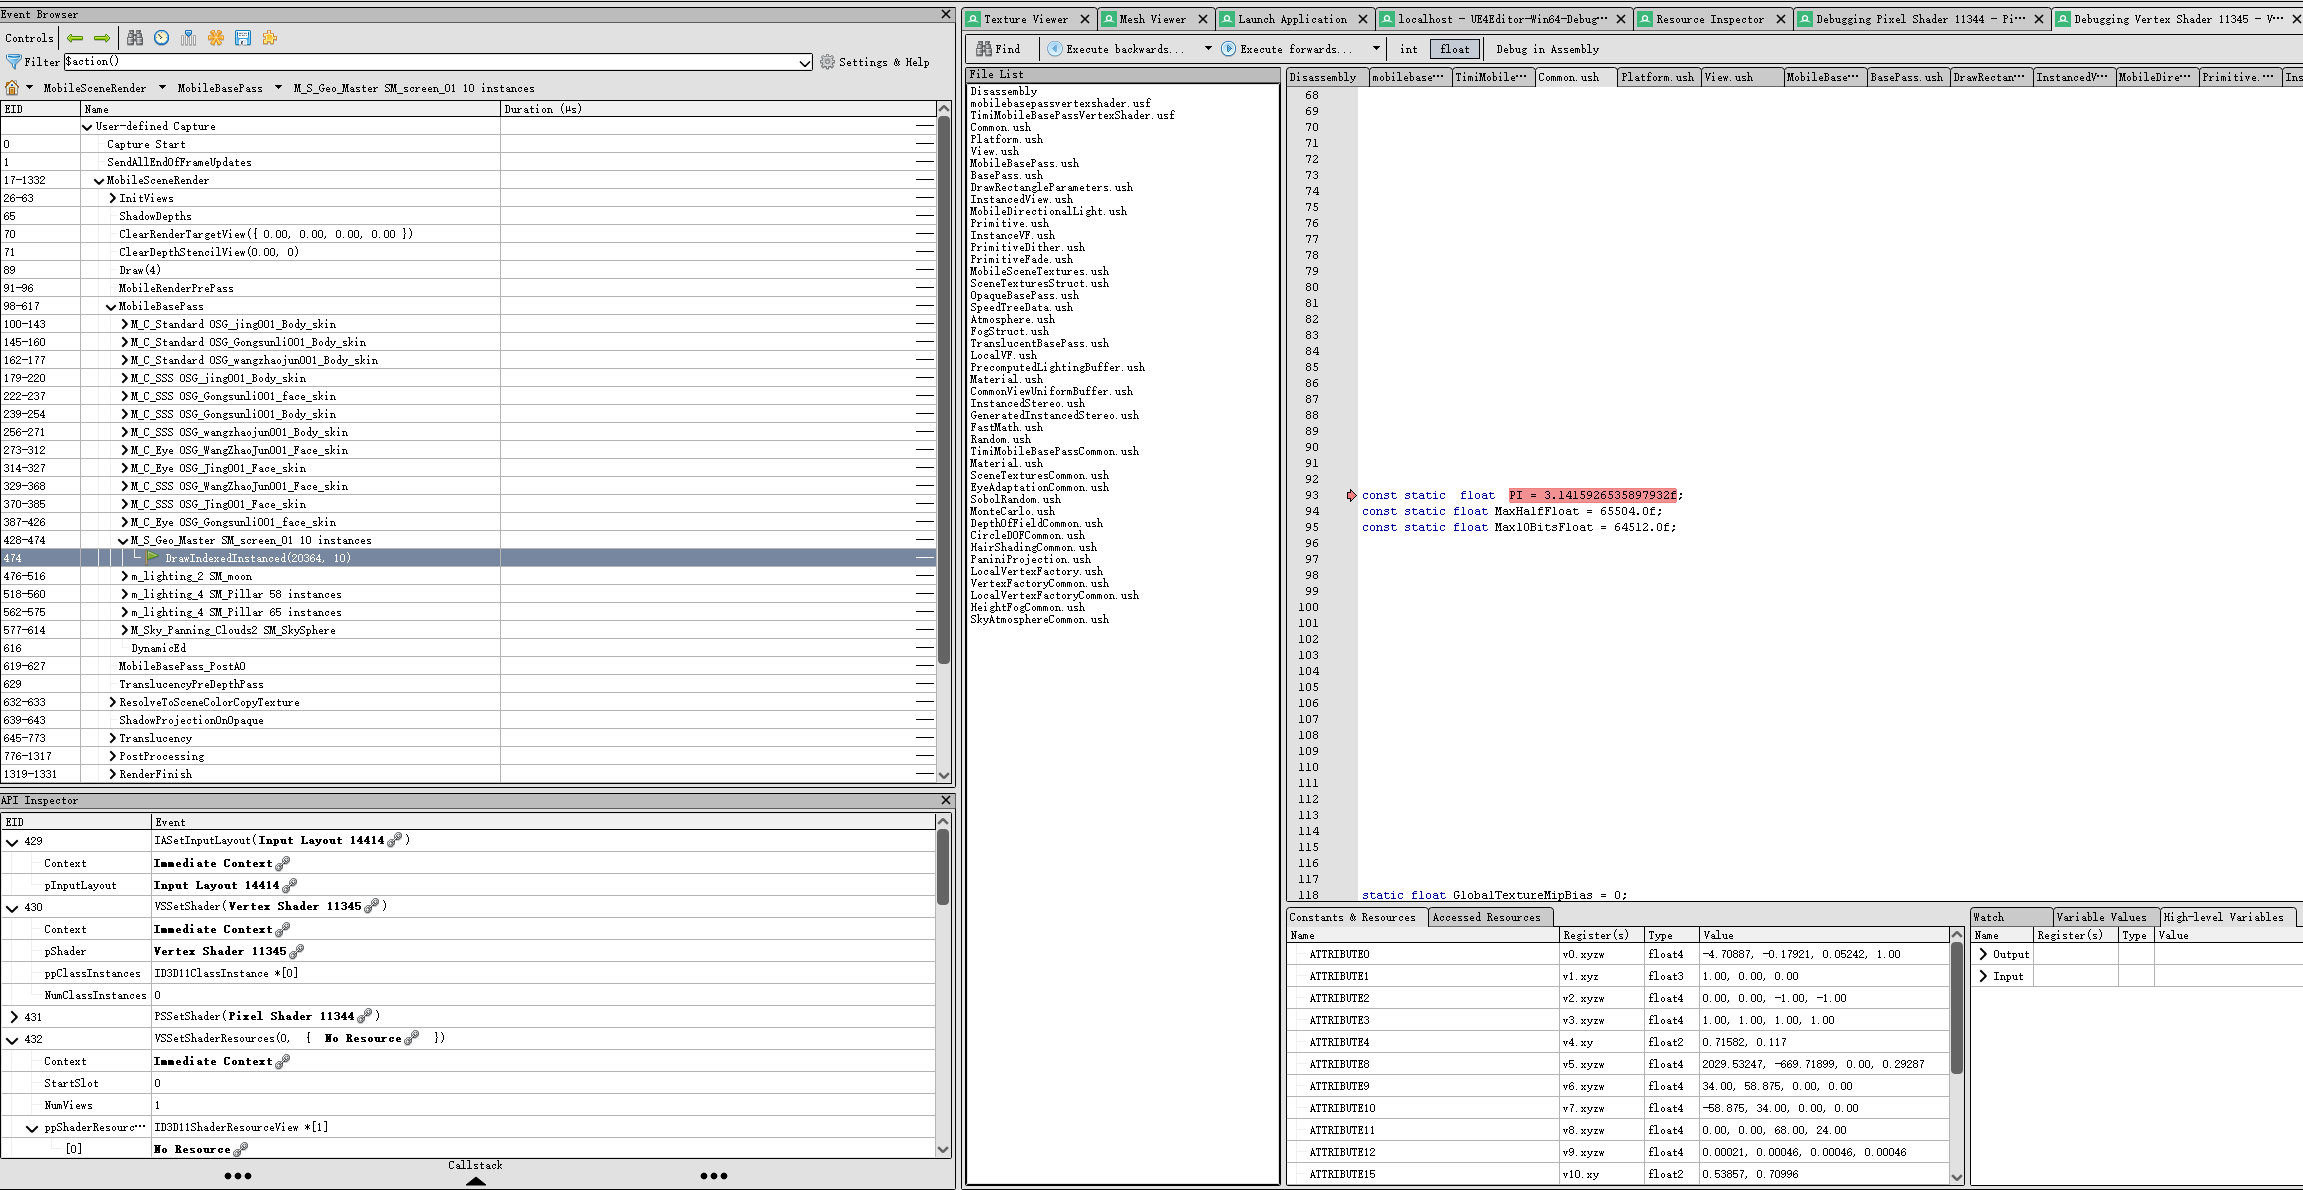 Event Browser
Controls
Filter $action() Settings & Help
MobileSceneRender MobileBasePass M_S_Geo_Master SM_screen_01 10 instances
EID Name Duration (µs)
User-defined Capture
0 Capture Start
1 SendAllEndOfFrameUpdates
17-1332 MobileSceneRender
26-63 InitViews
65 ShadowDepths
70 ClearRenderTargetView({ 0.00, 0.00, 0.00, 0.00 })
71 ClearDepthStencilView(0.00, 0)
89 Draw(4)
91-96 MobileRenderPrePass
98-617 MobileBasePass
100-143 M_C_Standard OSG_jing001_Body_skin
145-160 M_C_Standard OSG_Gongsunli001_Body_skin
162-177 M_C_Standard OSG_wangzhaojun001_Body_skin
179-220 M_C_SSS OSG_jing001_Body_skin
222-237 M_C_SSS OSG_Gongsunli001_face_skin
239-254 M_C_SSS OSG_Gongsunli001_Body_skin
256-271 M_C_SSS OSG_wangzhaojun001_Body_skin
273-312 M_C_Eye OSG_WangZhaoJun001_Face_skin
314-327 M_C_Eye OSG_Jing001_Face_skin
329-368 M_C_SSS OSG_WangZhaoJun001_Face_skin
370-385 M_C_SSS OSG_Jing001_Face_skin
387-426 M_C_Eye OSG_Gongsunli001_face_skin
428-474 M_S_Geo_Master SM_screen_01 10 instances
474 DrawIndexedInstanced(20364, 10)
476-516 m_lighting_2 SM_moon
518-560 m_lighting_4 SM_Pillar 58 instances
562-575 m_lighting_4 SM_Pillar 65 instances
577-614 M_Sky_Panning_Clouds2 SM_SkySphere
616 DynamicEd
619-627 MobileBasePass_PostAO
629 TranslucencyPreDepthPass
632-633 ResolveToSceneColorCopyTexture
639-643 ShadowProjectionOnOpaque
645-773 Translucency
776-1317 PostProcessing
1319-1331 RenderFinish
API Inspector
EID Event
429 IASetInputLayout(Input Layout 14414 )
Context Immediate Context
pInputLayout Input Layout 14414
430 VSSetShader(Vertex Shader 11345 )
Context Immediate Context
pShader Vertex Shader 11345
ppClassInstances ID3D11ClassInstance *[0]
NumClassInstances 0
431 PSSetShader(Pixel Shader 11344 )
432 VSSetShaderResources(0, { No Resource })
Context Immediate Context
StartSlot 0
NumViews 1
ppShaderResourc... ID3D11ShaderResourceView *[1]
[0] No Resource
Callstack
Texture Viewer Mesh Viewer Launch Application localhost - UE4Editor-Win64-Debug... Resource Inspector Debugging Pixel Shader 11344 - Pi... Debugging Vertex Shader 11345 - V...
Find Execute backwards... Execute forwards... int float Debug in Assembly
File List
Disassembly
mobilebasepassvertexshader.usf
TimiMobileBasePassVertexShader.usf
Common.ush
Platform.ush
View.ush
MobileBasePass.ush
BasePass.ush
DrawRectangleParameters.ush
InstancedView.ush
MobileDirectionalLight.ush
Primitive.ush
InstanceVF.ush
PrimitiveDither.ush
PrimitiveFade.ush
MobileSceneTextures.ush
SceneTexturesStruct.ush
OpaqueBasePass.ush
SpeedTreeData.ush
Atmosphere.ush
FogStruct.ush
TranslucentBasePass.ush
LocalVF.ush
PrecomputedLightingBuffer.ush
Material.ush
CommonViewUniformBuffer.ush
InstancedStereo.ush
GeneratedInstancedStereo.ush
FastMath.ush
Random.ush
TimiMobileBasePassCommon.ush
Material.ush
SceneTexturesCommon.ush
EyeAdaptationCommon.ush
SobolRandom.ush
MonteCarlo.ush
DepthOfFieldCommon.ush
CircleDOFCommon.ush
HairShadingCommon.ush
PaniniProjection.ush
LocalVertexFactory.ush
VertexFactoryCommon.ush
LocalVertexFactoryCommon.ush
HeightFogCommon.ush
SkyAtmosphereCommon.ush
Disassembly mobilebase... TimiMobile... Common.ush Platform.ush View.ush MobileBase... BasePass.ush DrawRectan... InstancedV... MobileDire... Primitive.... Ins
68
69
70
71
72
73
74
75
76
77
78
79
80
81
82
83
84
85
86
87
88
89
90
91
92
93 const static float PI = 3.1415926535897932f;
94 const static float MaxHalfFloat = 65504.0f;
95 const static float Max10BitsFloat = 64512.0f;
96
97
98
99
100
101
102
103
104
105
106
107
108
109
110
111
112
113
114
115
116
117
118 static float GlobalTextureMipBias = 0;
Constants & Resources Accessed Resources
Name Register(s) Type Value
ATTRIBUTE0 v0.xyzw float4 -4.70887, -0.17921, 0.05242, 1.00
ATTRIBUTE1 v1.xyz float3 1.00, 0.00, 0.00
ATTRIBUTE2 v2.xyzw float4 0.00, 0.00, -1.00, -1.00
ATTRIBUTE3 v3.xyzw float4 1.00, 1.00, 1.00, 1.00
ATTRIBUTE4 v4.xy float2 0.71582, 0.117
ATTRIBUTE8 v5.xyzw float4 2029.53247, -669.71899, 0.00, 0.29287
ATTRIBUTE9 v6.xyzw float4 34.00, 58.875, 0.00, 0.00
ATTRIBUTE10 v7.xyzw float4 -58.875, 34.00, 0.00, 0.00
ATTRIBUTE11 v8.xyzw float4 0.00, 0.00, 68.00, 24.00
ATTRIBUTE12 v9.xyzw float4 0.00021, 0.00046, 0.00046, 0.00046
ATTRIBUTE15 v10.xy float2 0.53857, 0.70996
Watch Variable Values High-level Variables
Name Register(s) Type Value
Output
Input